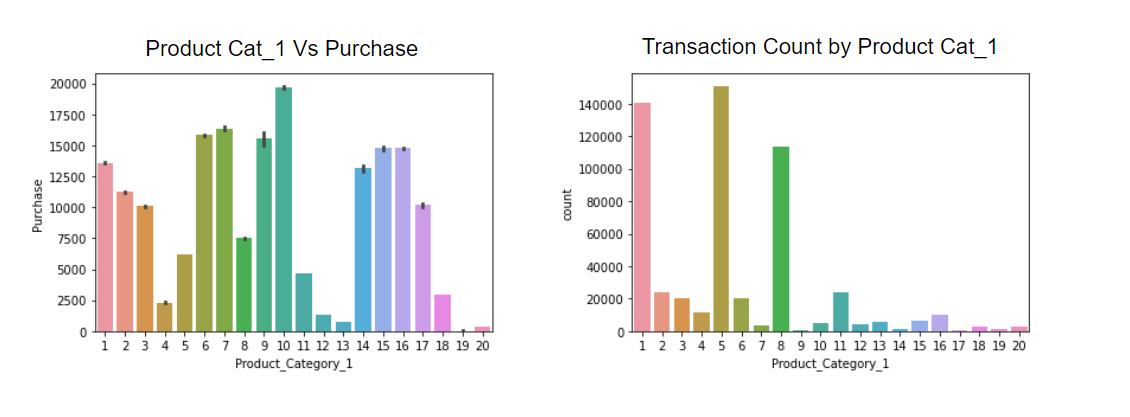 Product Cat_1 Vs Purchase
20000
17500
15000
12500
10000
7500
5000
2500
0
Purchase
1 2 3 4 5 6 7 8 9 10 11 12 13 14 15 16 17 18 19 20
Product_Category_1
Transaction Count by Product Cat_1
140000
120000
100000
80000
60000
40000
20000
0
count
1 2 3 4 5 6 7 8 9 10 11 12 13 14 15 16 17 18 19 20
Product_Category_1